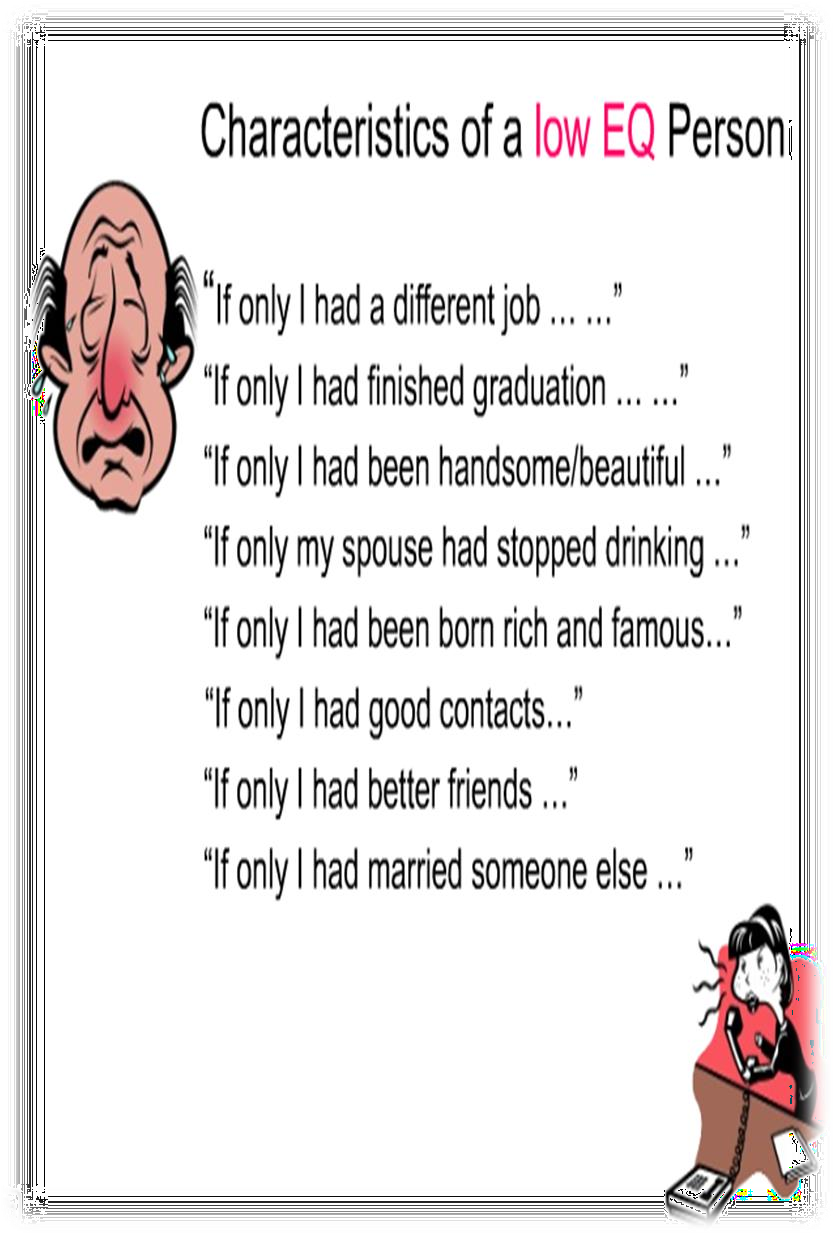 Characteristics of a low EQ Person
“If only I had a different job ... ...”
“If only I had finished graduation ... ...”
“If only I had been handsome/beautiful ...”
“If only my spouse had stopped drinking ...”
“If only I had been born rich and famous...”
“If only I had good contacts...”
“If only I had better friends ...”
“If only I had married someone else ...”